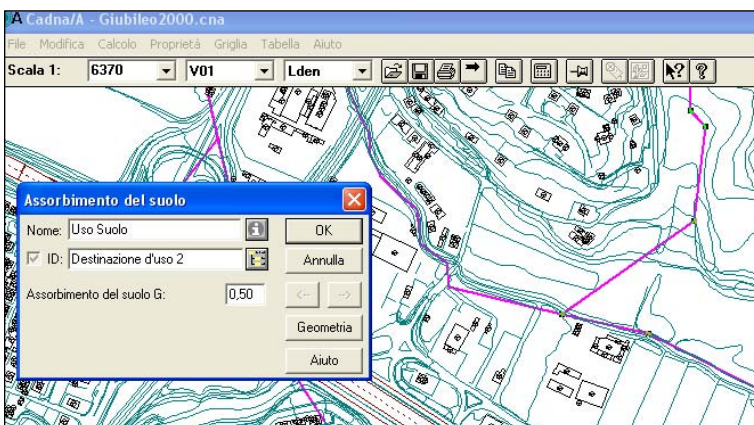 Cadna/A - Giubileo2000.cna
File Modifica Calcolo Proprietà Griglia Tabella Aiuto
Scala 1: 6370 V01 Lden
Assorbimento del suolo
Nome: Uso Suolo OK
ID: Destinazione d'uso 2 Annulla
Assorbimento del suolo G: 0,50 <-- -->
Geometria
Aiuto